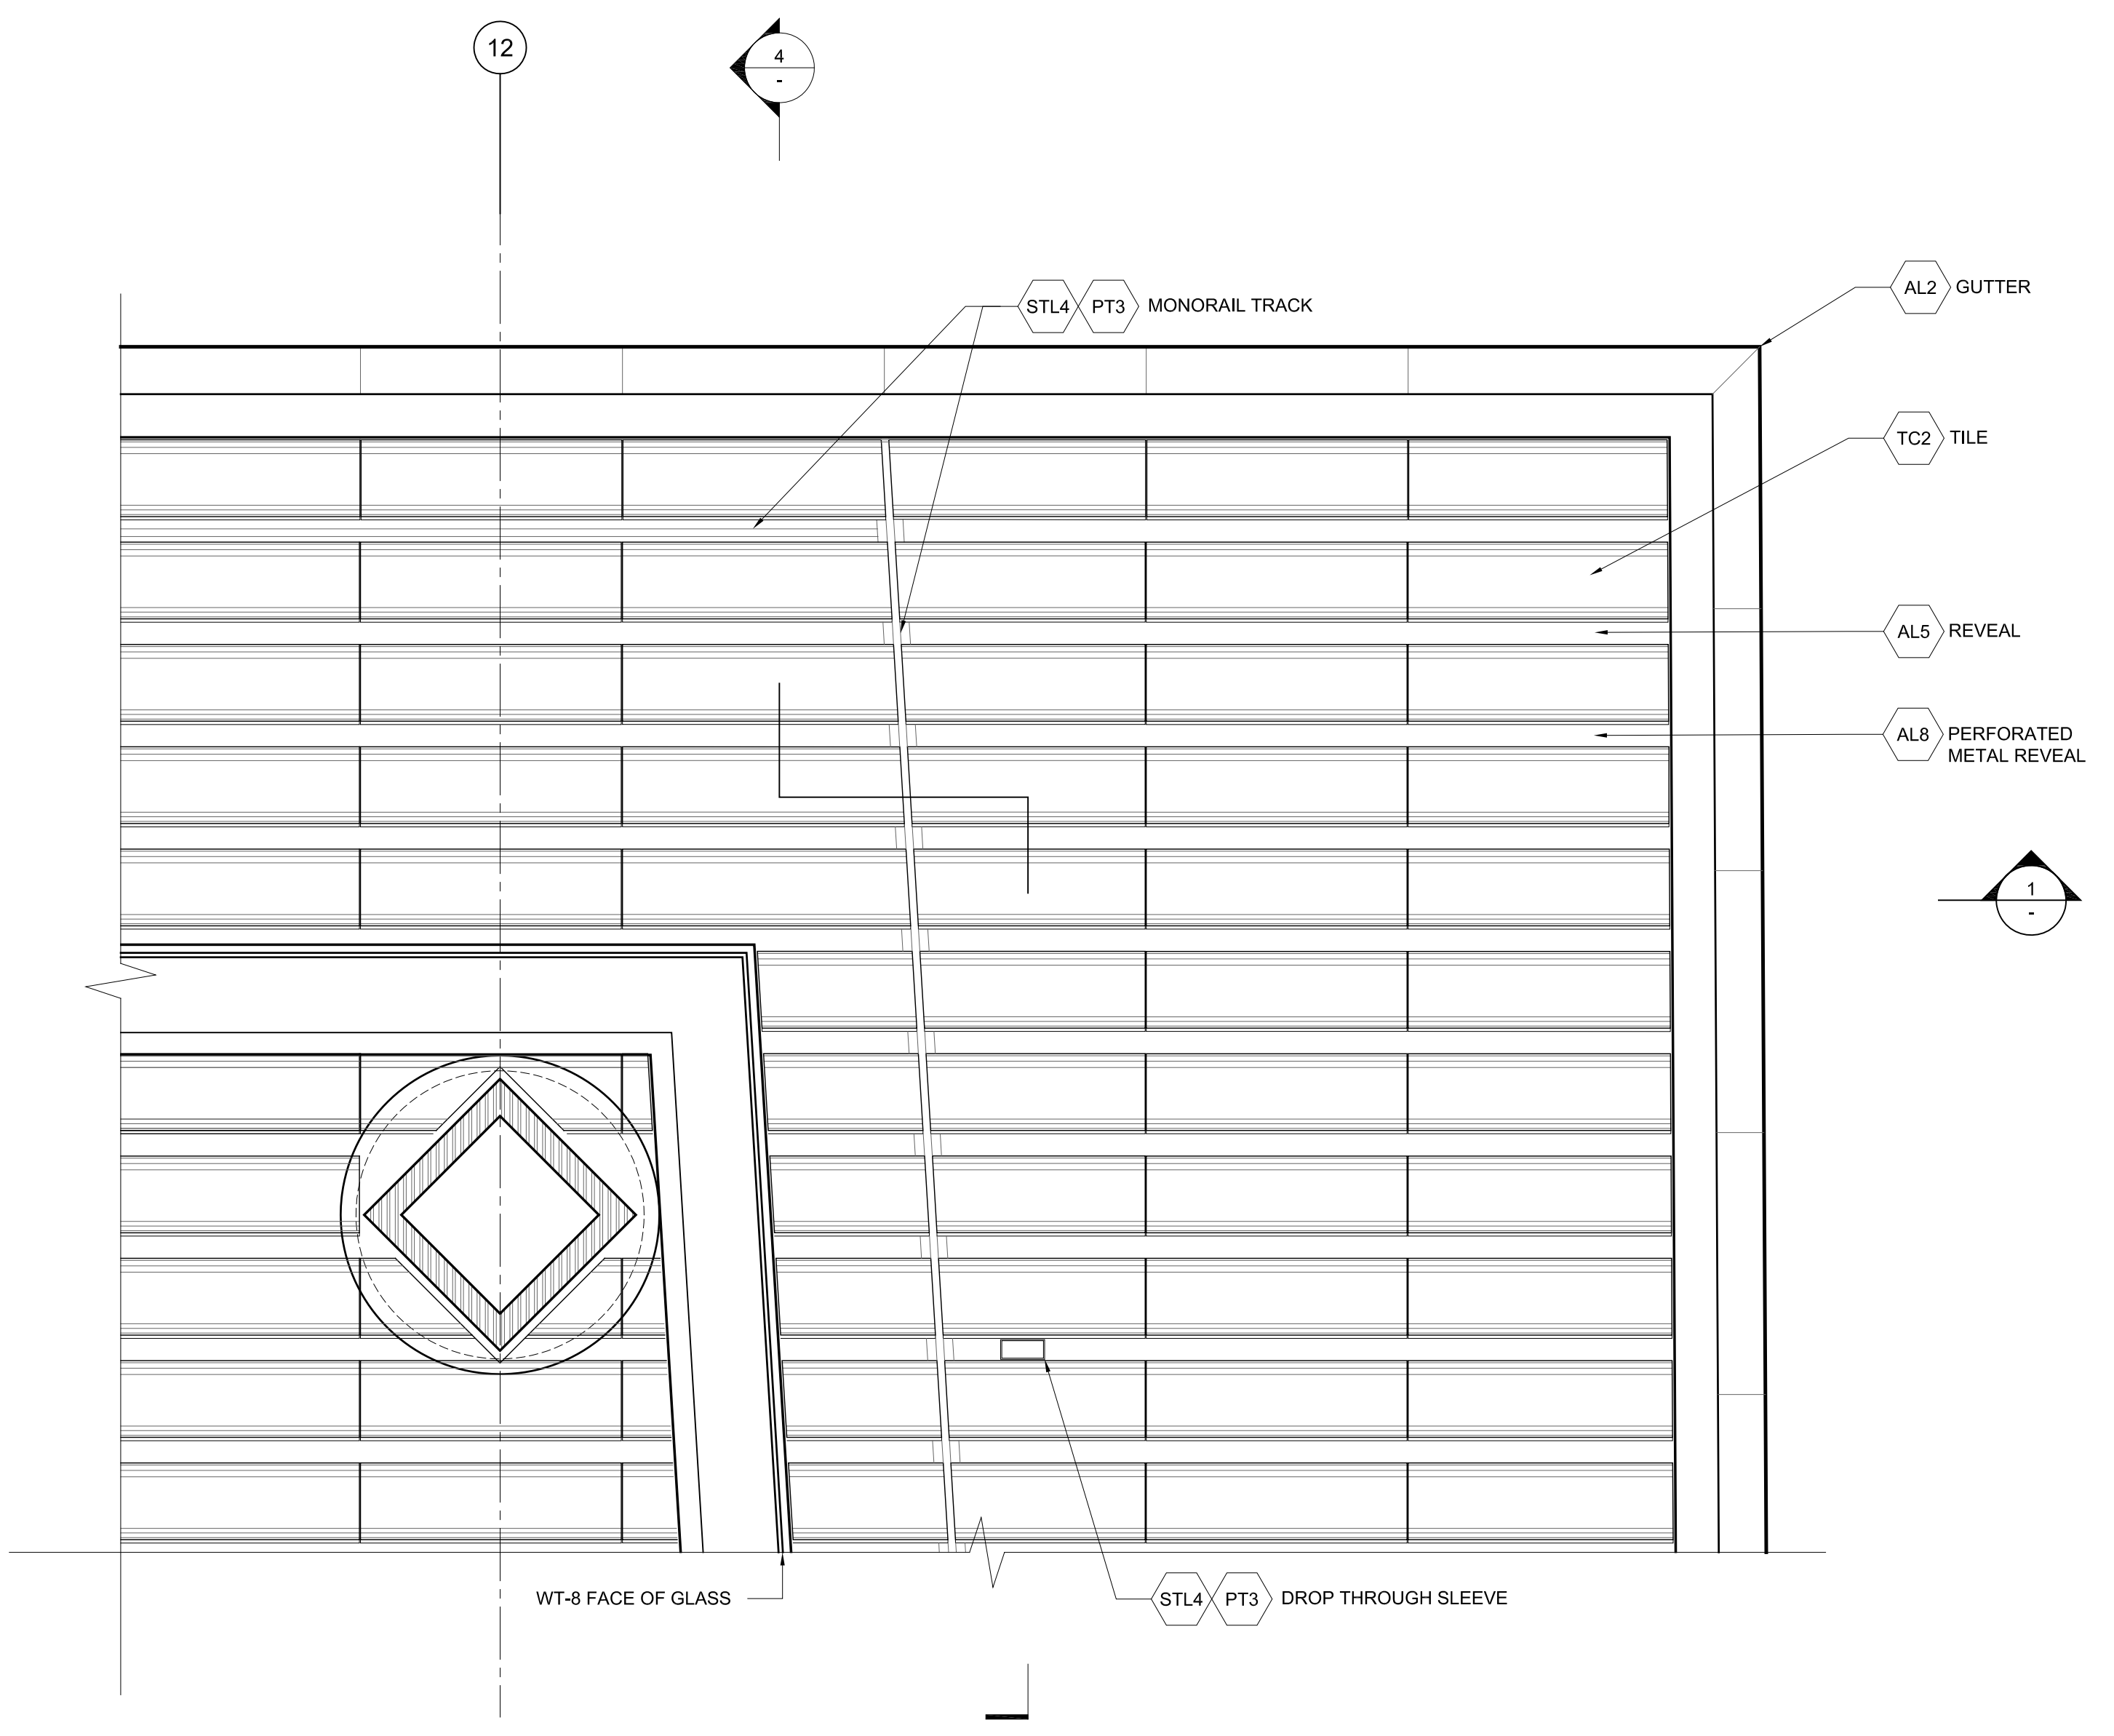 12
4
-
STL4 PT3 MONORAIL TRACK
AL2 GUTTER
TC2 TILE
AL5 REVEAL
AL8 PERFORATED
METAL REVEAL
1
-
WT-8 FACE OF GLASS
STL4 PT3 DROP THROUGH SLEEVE